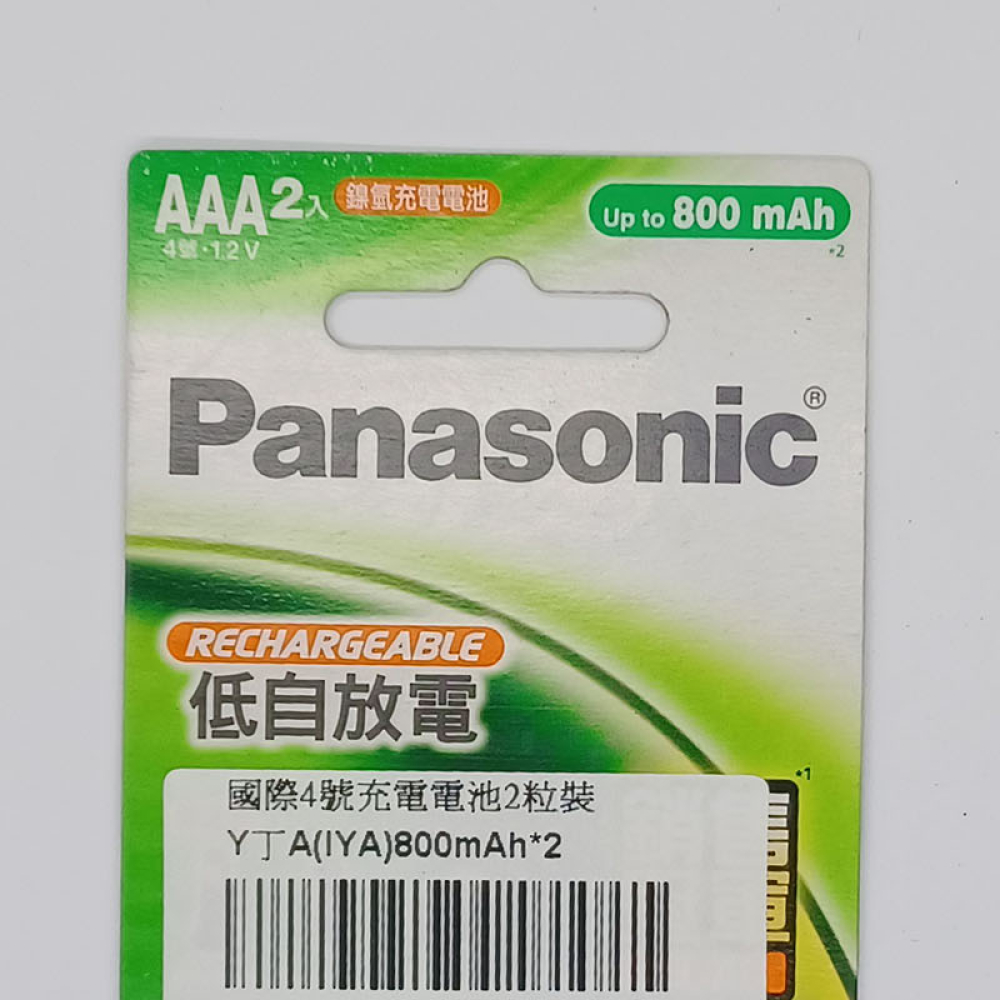 AAA2入 鎳氫充電電池
4號·1.2V
Up to 800 mAh
*2
Panasonic®
RECHARGEABLE
低自放電
*1
國際4號充電電池2粒裝
Y丁A(IYA)800mAh*2